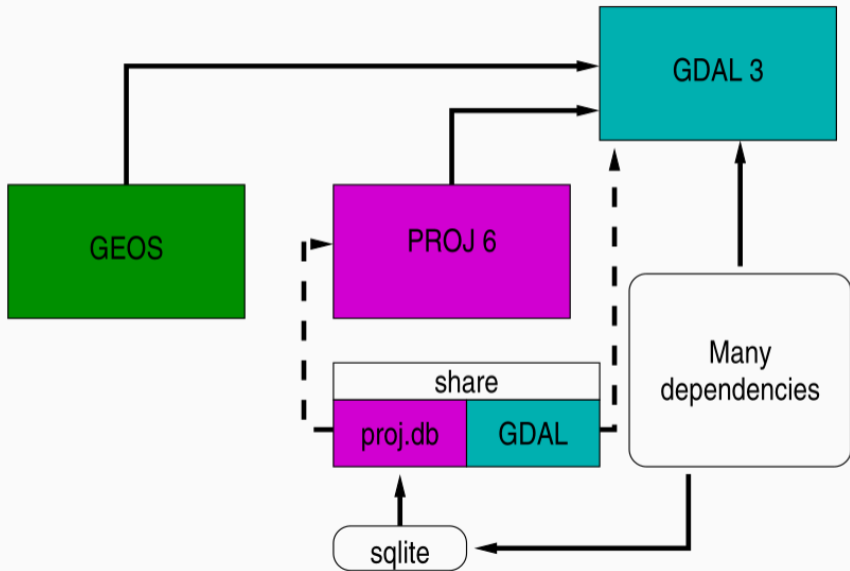 GDAL 3
GEOS
PROJ 6
Many
dependencies
share
proj.db
GDAL
sqlite